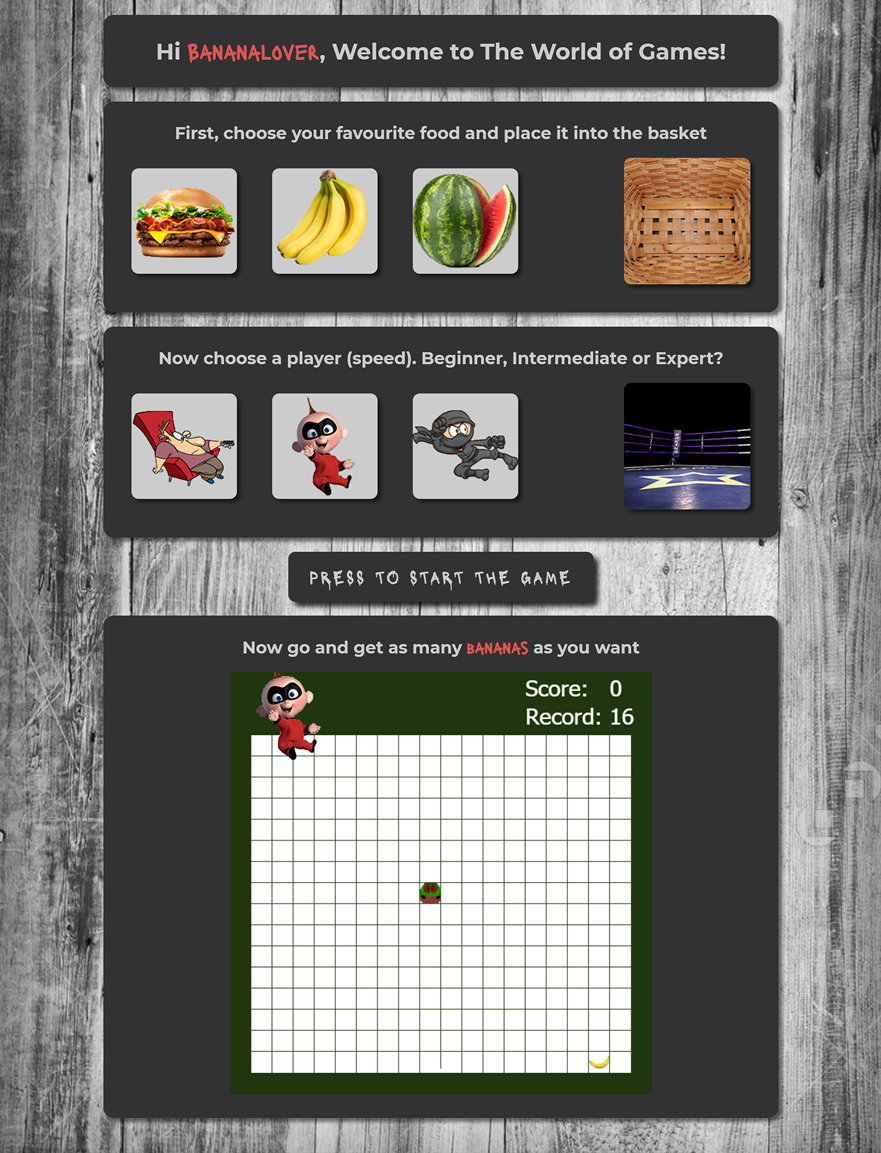 Hi BANANALOVER, Welcome to The World of Games!
First, choose your favourite food and place it into the basket
Now choose a player (speed). Beginner, Intermediate or Expert?
PRESS TO START THE GAME
Now go and get as many BANANAS as you want
Score: 0
Record: 16